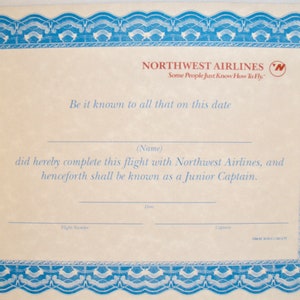 NORTHWEST AIRLINES
Some People Just Know How To Fly.
Be it known to all that on this date
(Name)
did hereby complete this flight with Northwest Airlines, and
henceforth shall be known as a Junior Captain.
Date
Flight Number Captain